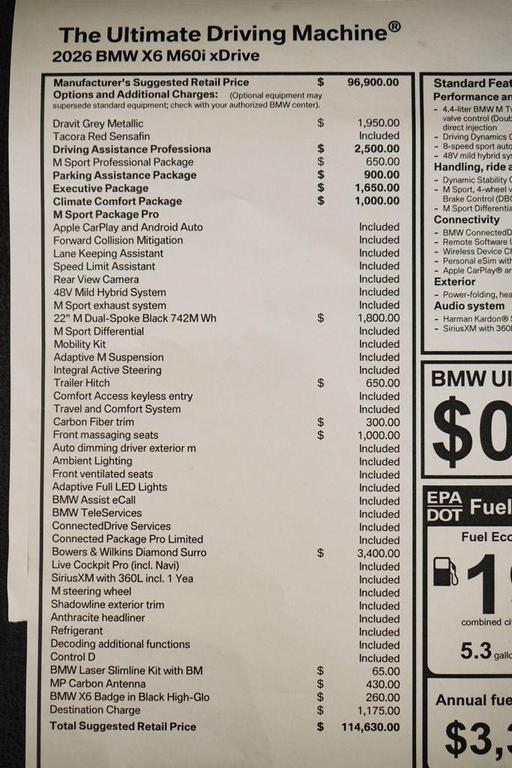 The Ultimate Driving Machine®
2026 BMW X6 M60i xDrive
Manufacturer's Suggested Retail Price $ 96,900.00
Options and Additional Charges: (Optional equipment may
supersede standard equipment; check with your authorized BMW center).
Dravit Grey Metallic $ 1,950.00
Tacora Red Sensafin Included
Driving Assistance Professiona $ 2,500.00
M Sport Professional Package $ 650.00
Parking Assistance Package $ 900.00
Executive Package $ 1,650.00
Climate Comfort Package $ 1,000.00
M Sport Package Pro
Apple CarPlay and Android Auto Included
Forward Collision Mitigation Included
Lane Keeping Assistant Included
Speed Limit Assistant Included
Rear View Camera Included
48V Mild Hybrid System Included
M Sport exhaust system Included
22" M Dual-Spoke Black 742M Wh $ 1,800.00
M Sport Differential Included
Mobility Kit Included
Adaptive M Suspension Included
Integral Active Steering Included
Trailer Hitch $ 650.00
Comfort Access keyless entry Included
Travel and Comfort System Included
Carbon Fiber trim $ 300.00
Front massaging seats $ 1,000.00
Auto dimming driver exterior m Included
Ambient Lighting Included
Front ventilated seats Included
Adaptive Full LED Lights Included
BMW Assist eCall Included
BMW TeleServices Included
ConnectedDrive Services Included
Connected Package Pro Limited Included
Bowers & Wilkins Diamond Surro $ 3,400.00
Live Cockpit Pro (incl. Navi) Included
SiriusXM with 360L incl. 1 Yea Included
M steering wheel Included
Shadowline exterior trim Included
Anthracite headliner Included
Refrigerant Included
Decoding additional functions Included
Control D Included
BMW Laser Slimline Kit with BM $ 65.00
MP Carbon Antenna $ 430.00
BMW X6 Badge in Black High-Glo $ 260.00
Destination Charge $ 1,175.00
Total Suggested Retail Price $ 114,630.00
Standard Feat
Performance an
- 4.4-liter BMW M T
valve control (Doub
direct injection
- Driving Dynamics C
- 8-speed sport auto
- 48V mild hybrid sys
Handling, ride a
- Dynamic Stability C
- M Sport, 4-wheel v
Brake Control (DBC
- M Sport Differentia
Connectivity
- BMW ConnectedD
- Remote Software U
- Wireless Device Ch
- Personal eSim with
- Apple CarPlay® an
Exterior
- Power-folding, hea
Audio system
- Harman Kardon® S
- SiriusXM with 360L
BMW Ul
$0
EPA
DOT Fuel
Fuel Eco
19
combined ci
5.3 gallo
Annual fue
$3,3